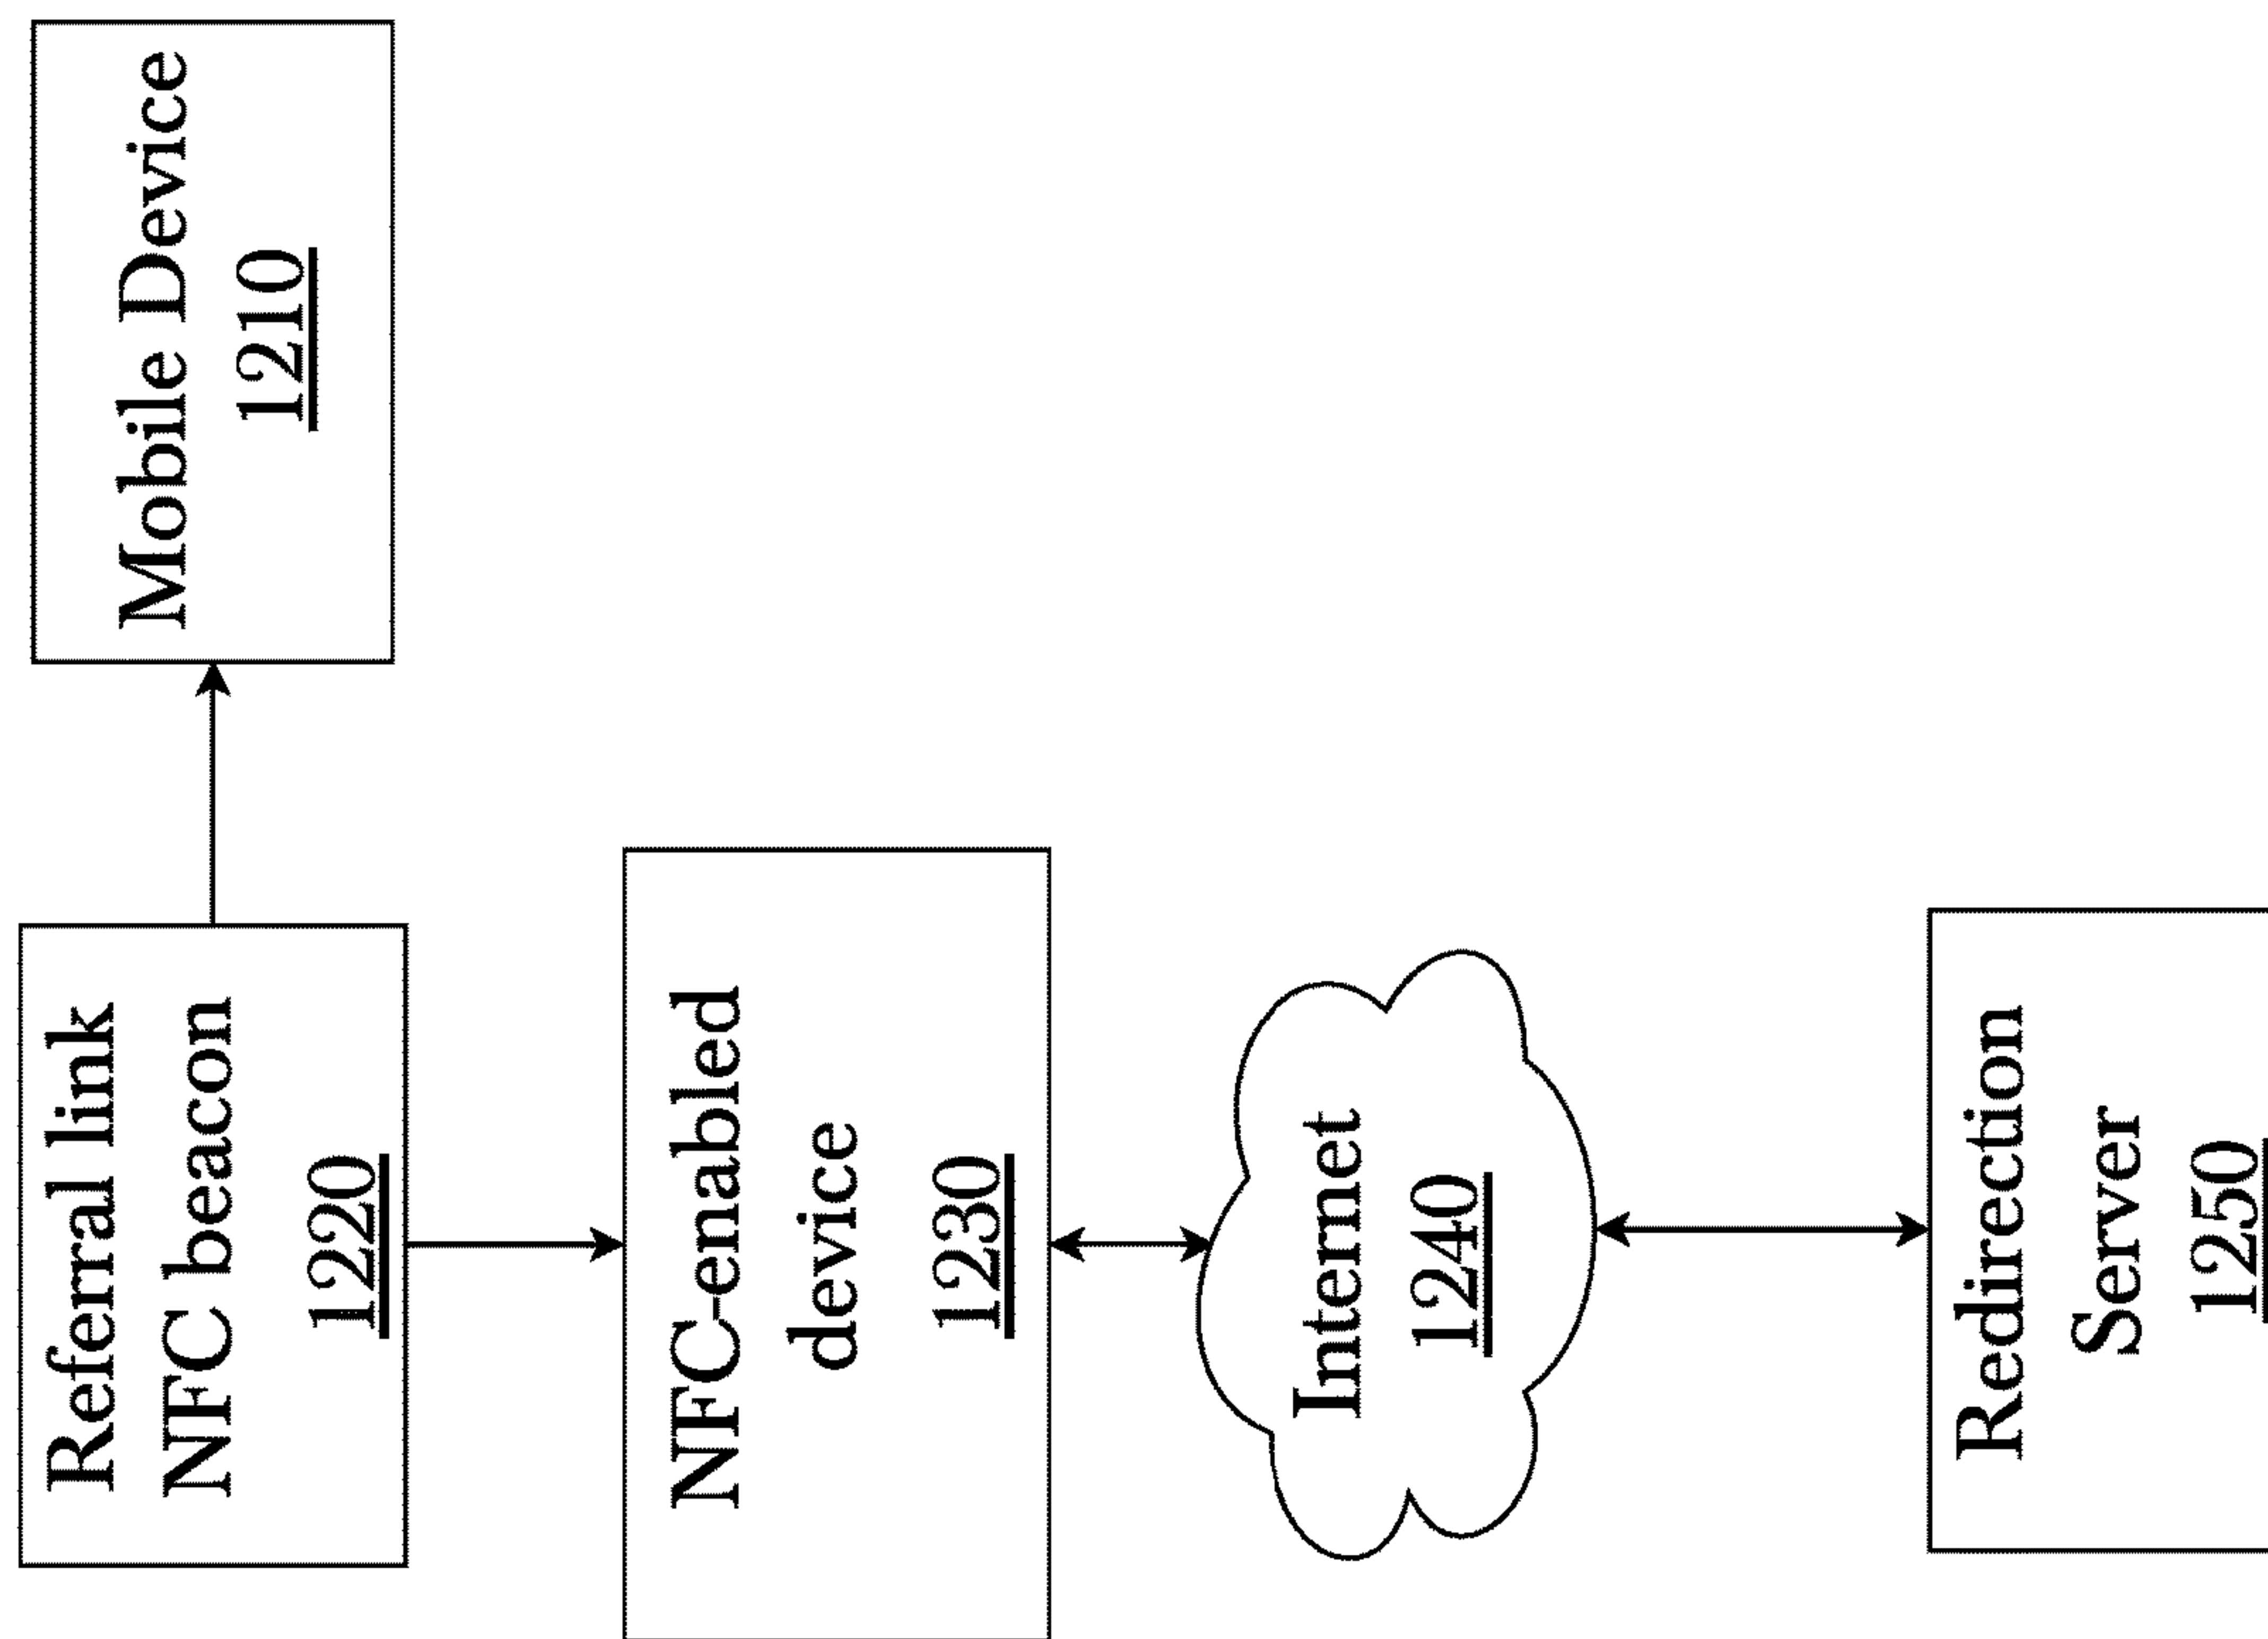 Mobile Device
1210
Referral link
NFC beacon
1220
NFC-enabled
device
1230
Internet
1240
Redirection
Server
1250